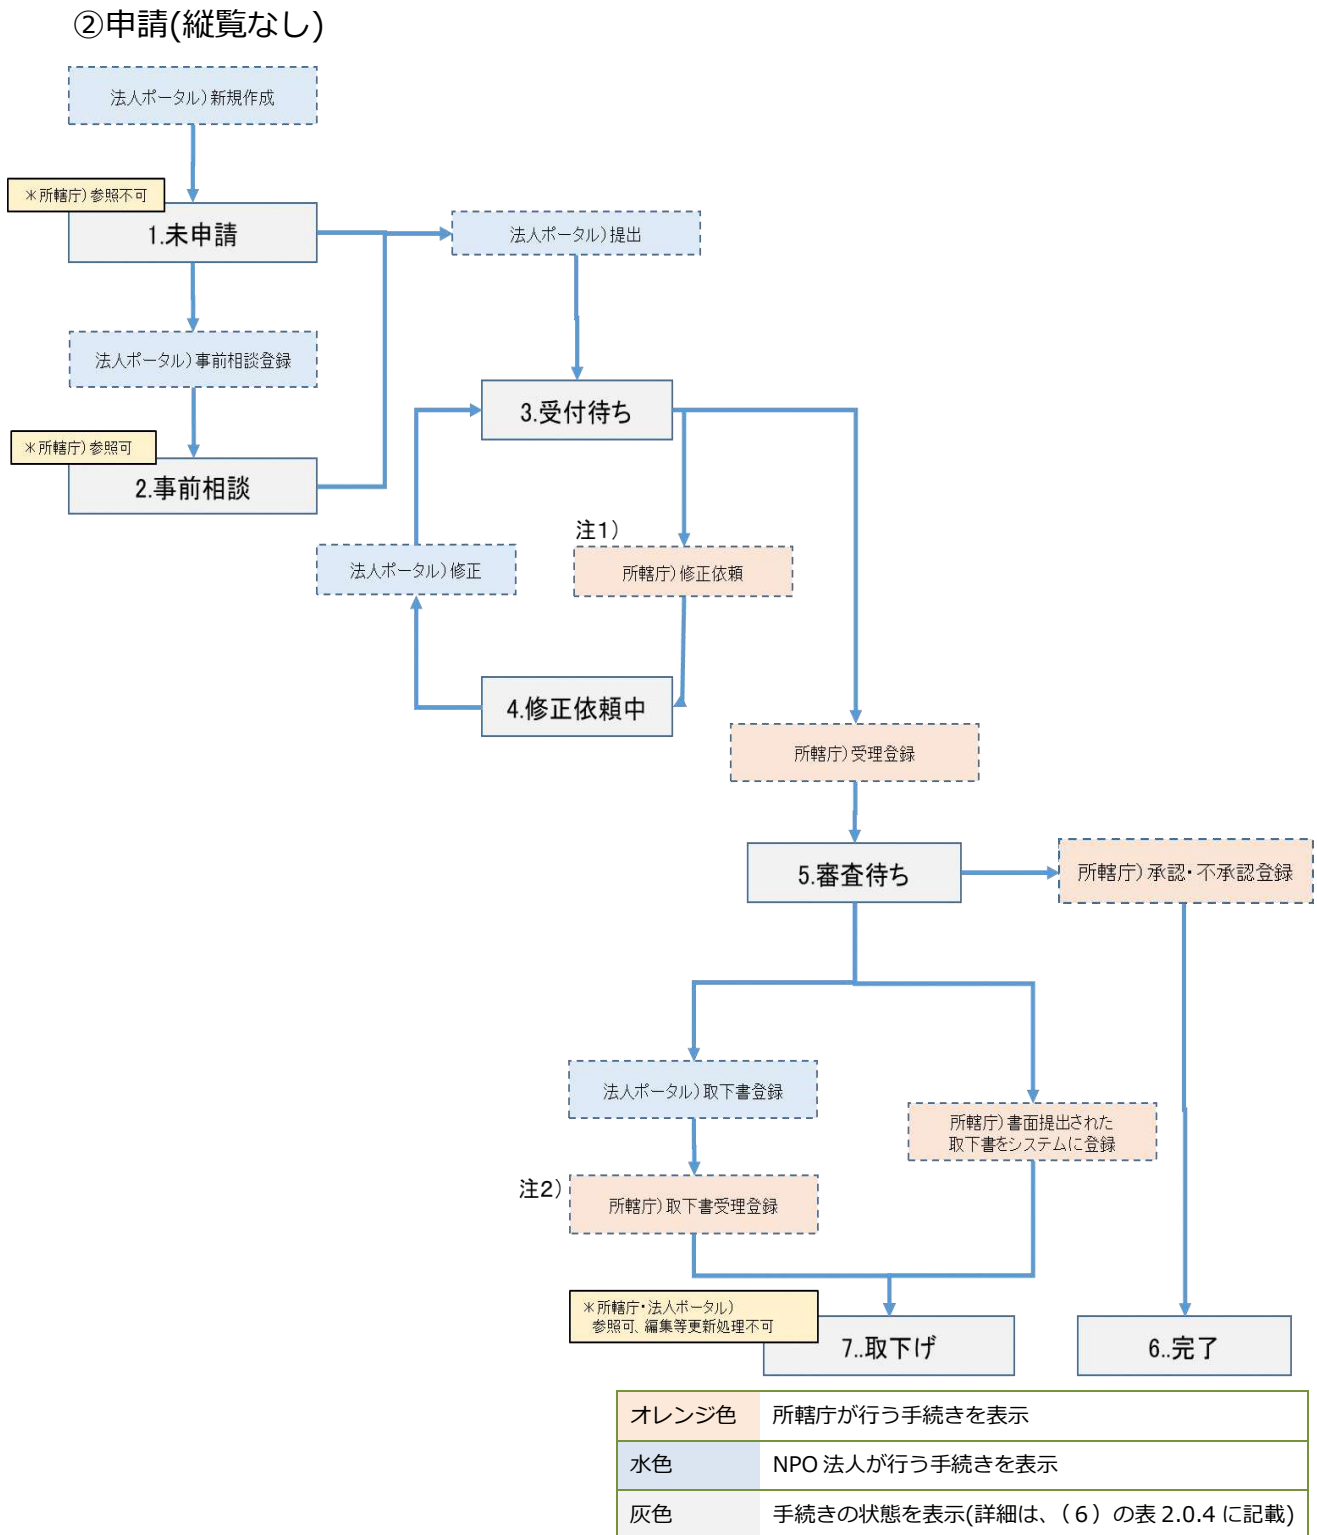 ②申請(縦覧なし)
法人ポータル)新規作成
＊所轄庁)参照不可
1.未申請
法人ポータル)提出
法人ポータル)事前相談登録
3.受付待ち
＊所轄庁)参照可
2.事前相談
注1)
法人ポータル)修正
所轄庁)修正依頼
4.修正依頼中
所轄庁)受理登録
5.審査待ち
所轄庁)承認・不承認登録
法人ポータル)取下書登録
所轄庁)書面提出された
取下書をシステムに登録
注2)
所轄庁)取下書受理登録
＊所轄庁・法人ポータル)
参照可、編集等更新処理不可
7..取下げ
6..完了
オレンジ色 所轄庁が行う手続きを表示
水色 NPO 法人が行う手続きを表示
灰色 手続きの状態を表示(詳細は、（6）の表 2.0.4 に記載)